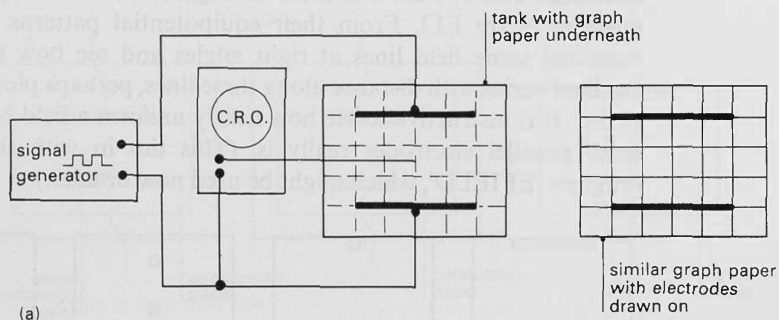 tank with graph
paper underneath
C.R.O.
signal
generator
similar graph paper
with electrodes
drawn on
(a)